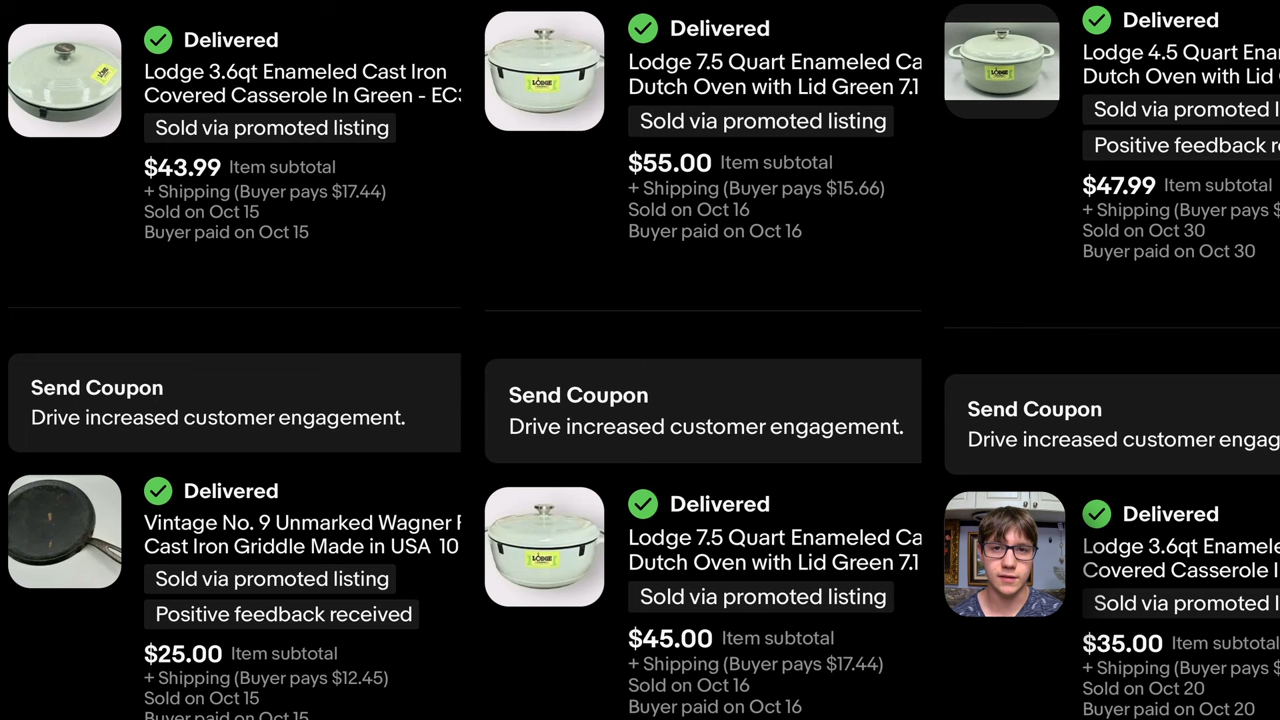 Delivered
Lodge 3.6qt Enameled Cast Iron
Covered Casserole In Green - EC3
Sold via promoted listing
$43.99 Item subtotal
+ Shipping (Buyer pays $17.44)
Sold on Oct 15
Buyer paid on Oct 15
Send Coupon
Drive increased customer engagement.
Delivered
Vintage No. 9 Unmarked Wagner
Cast Iron Griddle Made in USA 10
Sold via promoted listing
Positive feedback received
$25.00 Item subtotal
+ Shipping (Buyer pays $12.45)
Sold on Oct 15
Buyer paid on Oct 15
Delivered
Lodge 7.5 Quart Enameled Ca
Dutch Oven with Lid Green 7.1
Sold via promoted listing
$55.00 Item subtotal
+ Shipping (Buyer pays $15.66)
Sold on Oct 16
Buyer paid on Oct 16
LODGE
Send Coupon
Drive increased customer engagement.
Delivered
Lodge 7.5 Quart Enameled Ca
Dutch Oven with Lid Green 7.1
Sold via promoted listing
$45.00 Item subtotal
+ Shipping (Buyer pays $17.44)
Sold on Oct 16
Buyer paid on Oct 16
LODGE
Delivered
Lodge 4.5 Quart Ena
Dutch Oven with Lid
Sold via promoted l
Positive feedback r
$47.99 Item subtotal
+ Shipping (Buyer pays $
Sold on Oct 30
Buyer paid on Oct 30
LODGE
Send Coupon
Drive increased customer engag
Delivered
Lodge 3.6qt Enamele
Covered Casserole I
Sold via promoted l
$35.00 Item subtotal
+ Shipping (Buyer pays $
Sold on Oct 20
Buyer paid on Oct 20